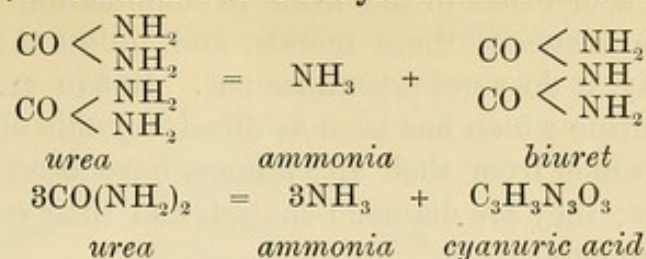 CO < NH₂ NH₂ = NH₃ + CO < NH₂ NH
CO < NH₂ NH₂ CO < NH₂
urea ammonia biuret
3CO(NH₂)₂ = 3NH₃ + C₃H₃N₃O₃
urea ammonia cyanuric acid